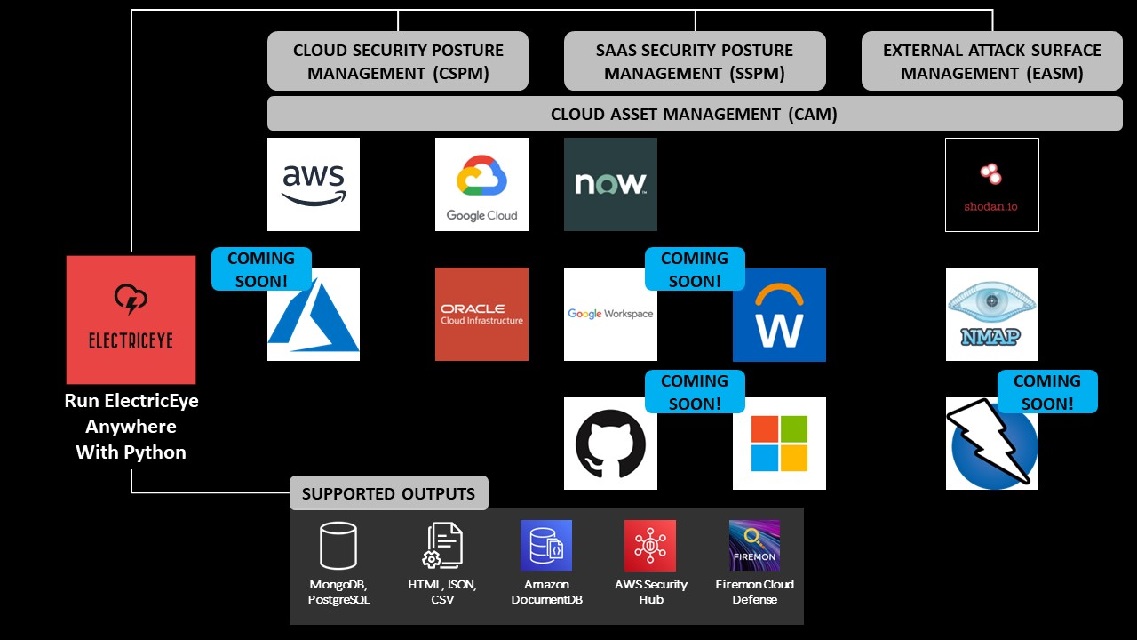 CLOUD SECURITY POSTURE
MANAGEMENT (CSPM)
SAAS SECURITY POSTURE
MANAGEMENT (SSPM)
EXTERNAL ATTACK SURFACE
MANAGEMENT (EASM)
CLOUD ASSET MANAGEMENT (CAM)
aws
Google Cloud
now
shodan.io
COMING
SOON!
ORACLE
Cloud Infrastructure
Google Workspace
COMING
SOON!
W
NMAP
ELECTRICEYE
Run ElectricEye
Anywhere
With Python
COMING
SOON!
COMING
SOON!
SUPPORTED OUTPUTS
MongoDB,
PostgreSQL
HTML, JSON,
CSV
Amazon
DocumentDB
AWS Security
Hub
FIREMON
Firemon Cloud
Defense